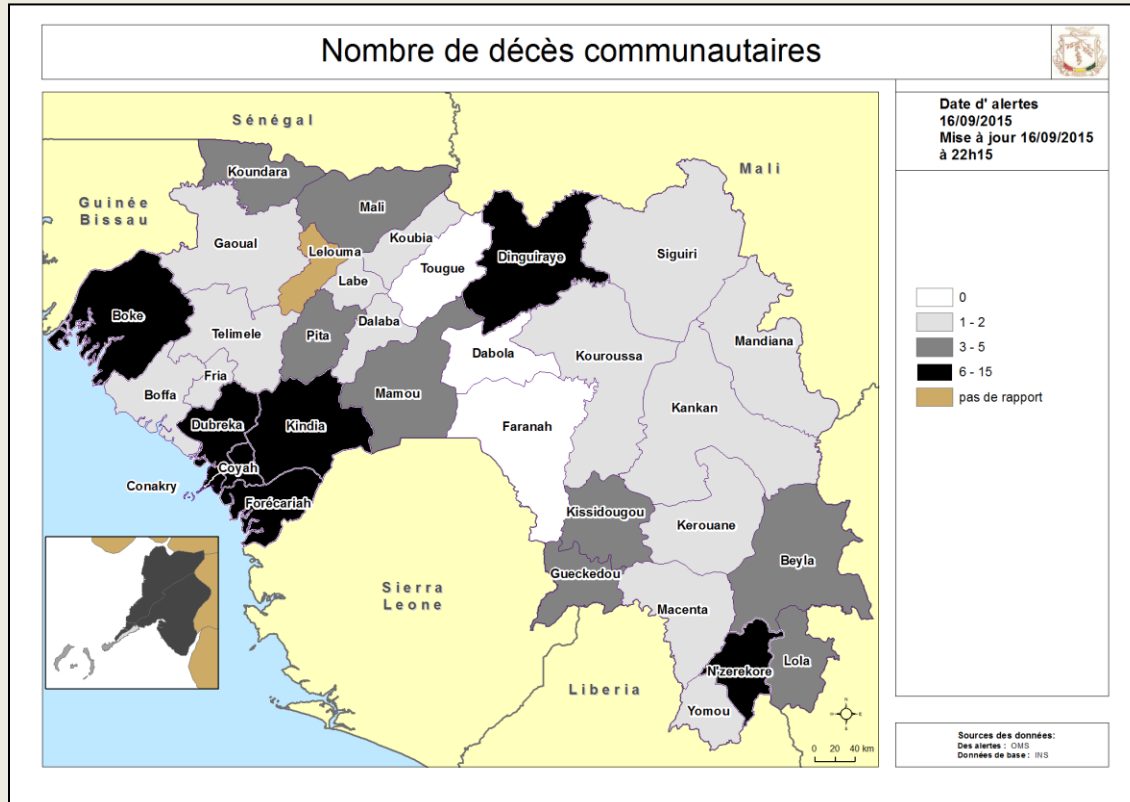 Nombre de décès communautaires
Date d' alertes
16/09/2015
Mise à jour 16/09/2015
à 22h15
Sénégal
Mali
Guinée
Bissau
Koundara
Mali
Gaoual
Koubia
Lelouma
Tougue
Dinguiraye
Siguiri
Labe
Boke
Telimele
Pita
Dalaba
Dabola
Kouroussa
Mandiana
Fria
Boffa
Mamou
Kankan
Dubreka
Kindia
Faranah
Coyah
Conakry
Forécariah
Kissidougou
Kerouane
Beyla
Gueckedou
Sierra
Leone
Macenta
Lola
N'zerekore
Liberia
Yomou
0
1 - 2
3 - 5
6 - 15
pas de rapport
0 20 40 km
Sources des données:
Des alertes : OMS
Données de base : INS